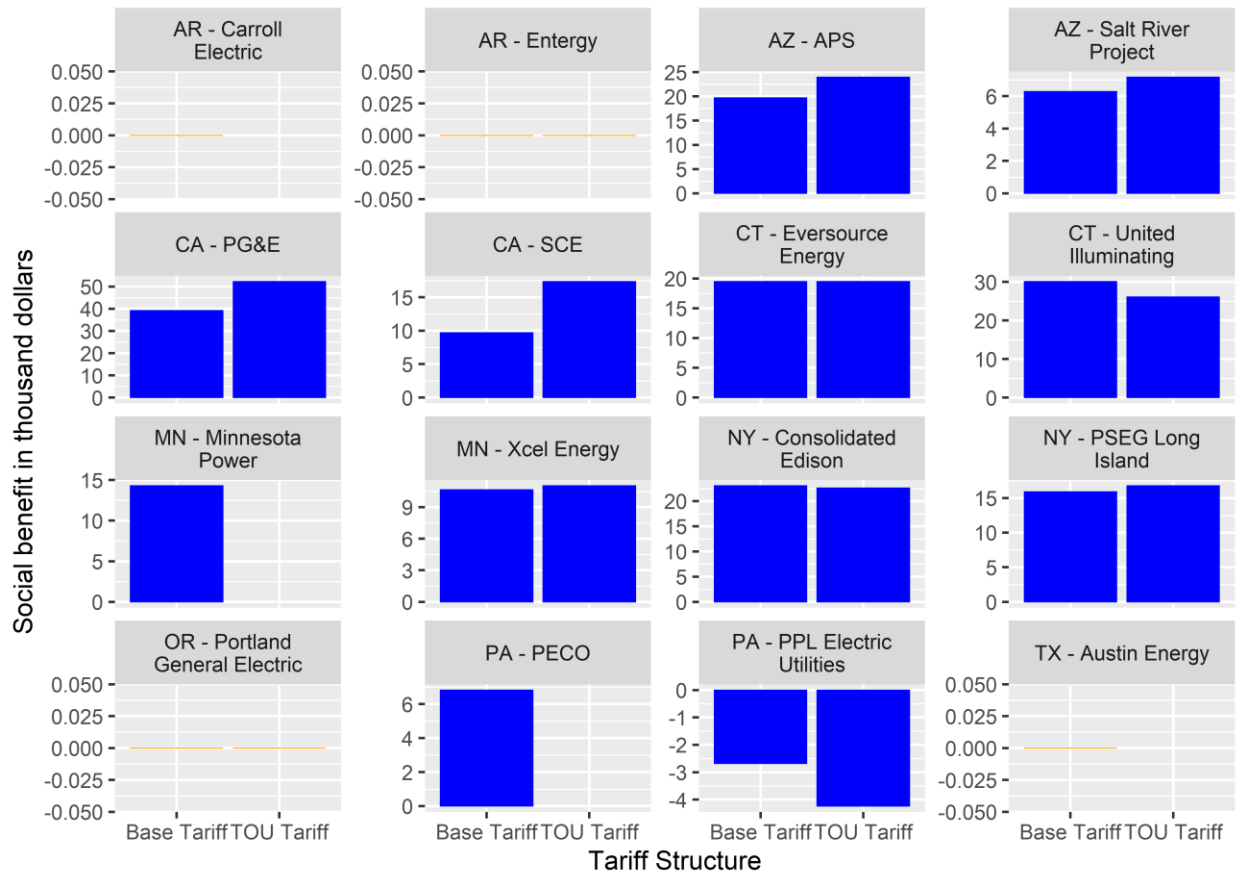 AR - Carroll
Electric
AR - Entergy
AZ - APS
AZ - Salt River
Project
0.050
0.025
0.000
-0.025
-0.050
0.050
0.025
0.000
-0.025
-0.050
25
20
15
10
5
0
6
4
2
0
CA - PG&E
CA - SCE
CT - Eversource
Energy
CT - United
Illuminating
50
40
30
20
10
0
15
10
5
0
20
15
10
5
0
30
20
10
0
MN - Minnesota
Power
MN - Xcel Energy
NY - Consolidated
Edison
NY - PSEG Long
Island
15
10
5
0
9
6
3
0
20
15
10
5
0
15
10
5
0
OR - Portland
General Electric
PA - PECO
PA - PPL Electric
Utilities
TX - Austin Energy
0.050
0.025
0.000
-0.025
-0.050
6
4
2
0
0
-1
-2
-3
-4
0.050
0.025
0.000
-0.025
-0.050
Base Tariff TOU Tariff
Base Tariff TOU Tariff
Base Tariff TOU Tariff
Base Tariff TOU Tariff
Tariff Structure
Social benefit in thousand dollars